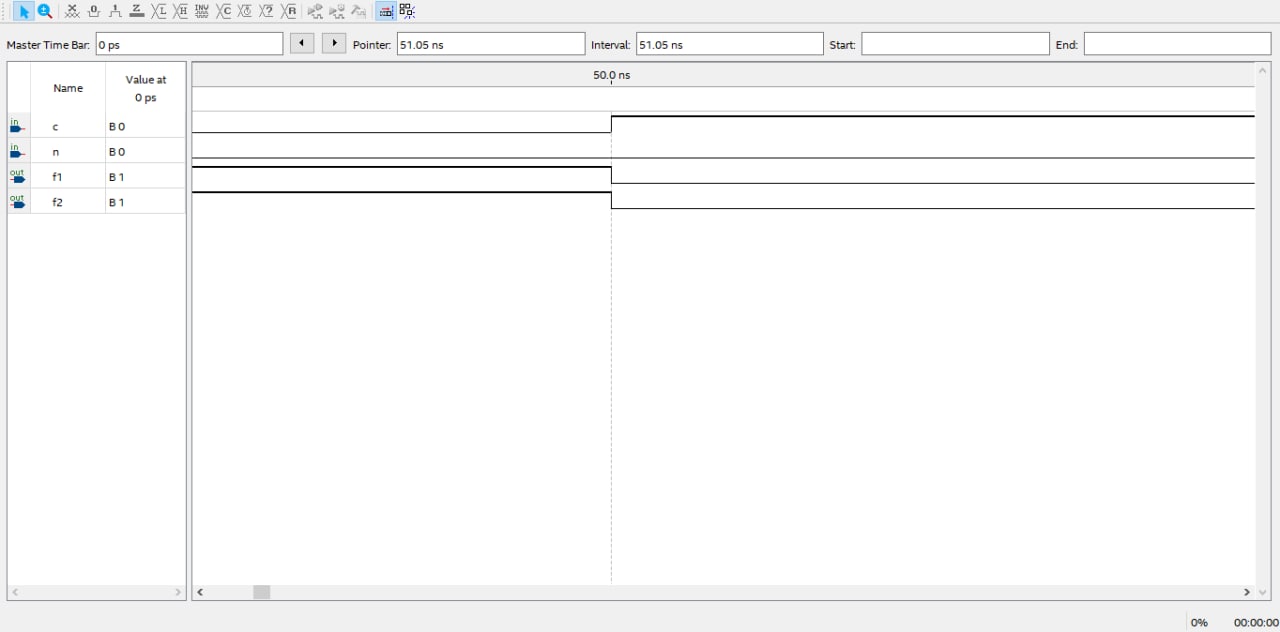 Master Time Bar: 0 ps Pointer: 51.05 ns Interval: 51.05 ns Start: End:
Name Value at 0 ps
50.0 ns
in c B 0
in n B 0
out f1 B 1
out f2 B 1
0% 00:00:00